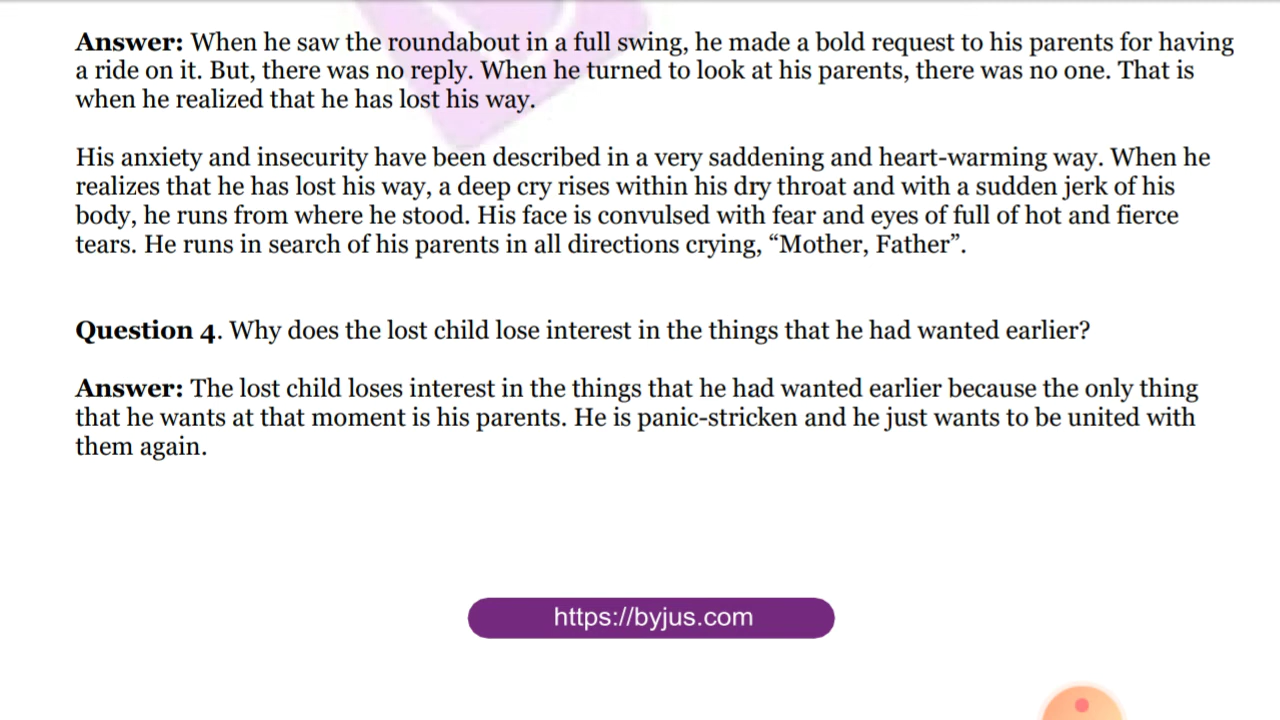 Answer: When he saw the roundabout in a full swing, he made a bold request to his parents for having
a ride on it. But, there was no reply. When he turned to look at his parents, there was no one. That is
when he realized that he has lost his way.
His anxiety and insecurity have been described in a very saddening and heart-warming way. When he
realizes that he has lost his way, a deep cry rises within his dry throat and with a sudden jerk of his
body, he runs from where he stood. His face is convulsed with fear and eyes of full of hot and fierce
tears. He runs in search of his parents in all directions crying, “Mother, Father”.
Question 4. Why does the lost child lose interest in the things that he had wanted earlier?
Answer: The lost child loses interest in the things that he had wanted earlier because the only thing
that he wants at that moment is his parents. He is panic-stricken and he just wants to be united with
them again.
https://byjus.com